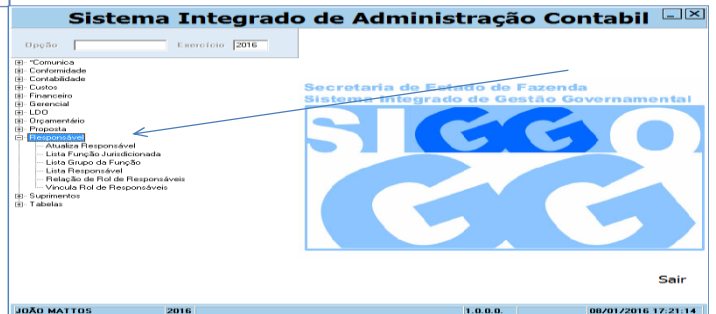 Sistema Integrado de Administração Contabil
Opção
Exercício 2016
*Comunica
Conformidade
Contabilidade
Custos
Financeiro
Gerencial
LDO
Orçamentário
Proposta
Responsável
Atualiza Responsável
Lista Função Jurisdicionada
Lista Grupo da Função
Lista Responsável
Relação de Rol de Responsáveis
Vincula Rol de Responsáveis
Suprimentos
Tabelas
Secretaria de Estado de Fazenda
Sistema Integrado de Gestão Governamental
SIGGO
GG
Sair
JOÃO MATTOS 2016 1.0.0.0. 08/01/2016 17:21:14